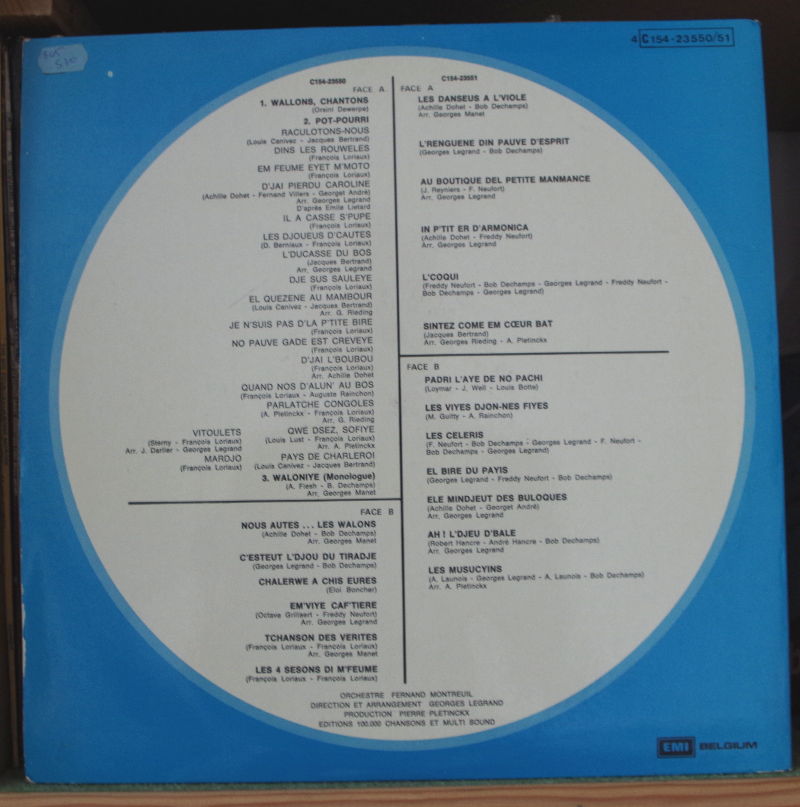 4 C154-23550/51
C154-23550
FACE A
1. WALLONS, CHANTONS
(Orsini Dewerpe)
2. POT-POURRI
RACULOTONS-NOUS
(Louis Canivez - Jacques Bertrand)
DINS LES ROUWELES
(François Loriaux)
EM FEUME EYET M'MOTO
(François Loriaux)
D'JAI PIERDU CAROLINE
(Achille Dohet - Fernand Villers - Georget André)
Arr. Georges Legrand
D'après Emile Lietard
IL A CASSE S'PUPE
(François Loriaux)
LES DJOUEUS D'CAUTES
(D. Berniaux - François Loriaux)
L'DUCASSE DU BOS
(Jacques Bertrand)
Arr. Georges Legrand
DJE SUS SAULEYE
(François Loriaux)
EL QUEZENE AU MAMBOUR
(Louis Canivez - Jacques Bertrand)
Arr. G. Rieding
JE N'SUIS PAS D'LA P'TITE BIRE
(François Loriaux)
NO PAUVE GADE EST CREVEYE
(François Loriaux)
D'JAI L'BOUBOU
(François Loriaux)
Arr. Achille Dohet
QUAND NOS D'ALUN' AU BOS
(François Loriaux - Auguste Rainchon)
PARLATCHE CONGOLES
(A. Pletinckx - François Loriaux)
Arr. G. Rieding
VITOULETS
(Sterny - François Loriaux)
Arr. J. Darlier - Georges Legrand
MARDJO
(François Loriaux)
QWÈ DSEZ, SOFIYE
(Louis Lust - François Loriaux)
Arr. A. Pletinckx
PAYS DE CHARLEROI
(Louis Canivez - Jacques Bertrand)
3. WALONIYE (Monologue)
(A. Flesh - B. Dechamps)
Arr. Georges Manet
FACE B
NOUS AUTES ... LES WALONS
(Achille Dohet - Bob Dechamps)
Arr. Georges Manet
C'ESTEUT L'DJOU DU TIRADJE
(Georges Legrand - Bob Dechamps)
CHALERWE A CHIS EURES
(Eloi Boncher)
EM'VIYE CAF'TIERE
(Octave Grillaert - Freddy Neufort)
Arr. Georges Legrand
TCHANSON DES VERITES
(François Loriaux - François Loriaux)
Arr. Georges Manet
LES 4 SESONS DI M'FEUME
(François Loriaux - François Loriaux)
C154-23551
FACE A
LES DANSEUS A L'VIOLE
(Achille Dohet - Bob Dechamps)
Arr. Georges Manet
L'RENGUENE DIN PAUVE D'ESPRIT
(Georges Legrand - Bob Dechamps)
AU BOUTIQUE DEL PETITE MANMANCE
(J. Reyniers - F. Neufort)
Arr. Georges Legrand
IN P'TIT ER D'ARMONICA
(Achille Dohet - Freddy Neufort)
Arr. Georges Legrand
L'COQUI
(Freddy Neufort - Bob Dechamps - Georges Legrand - Freddy Neufort -
Bob Dechamps - Georges Legrand)
SINTEZ COME EM CŒUR BAT
(Jacques Bertrand)
Arr. Georges Rieding - A. Pletinckx
FACE B
PADRI L'AYE DE NO PACHI
(Loymar - J. Weil - Louis Botte)
LES VIYES DJON-NES FIYES
(M. Guitty - A. Rainchon)
LES CELERIS
(F. Neufort - Bob Dechamps - Georges Legrand - F. Neufort -
Bob Dechamps - Georges Legrand)
EL BIRE DU PAYIS
(Georges Legrand - Freddy Neufort - Bob Dechamps)
ELE MINDJEUT DES BULOQUES
(Achille Dohet - Georget André)
Arr. Georges Legrand
AH ! L'DJEU D'BALE
(Robert Hancre - André Hancre - Bob Dechamps)
Arr. Georges Legrand
LES MUSUCYINS
(A. Launois - Georges Legrand - A. Launois - Bob Dechamps)
Arr. A. Pletinckx
ORCHESTRE FERNAND MONTREUIL
DIRECTION ET ARRANGEMENT GEORGES LEGRAND
PRODUCTION PIERRE PLETINCKX
EDITIONS 100.000 CHANSONS ET MULTI SOUND
EMI BELGIUM